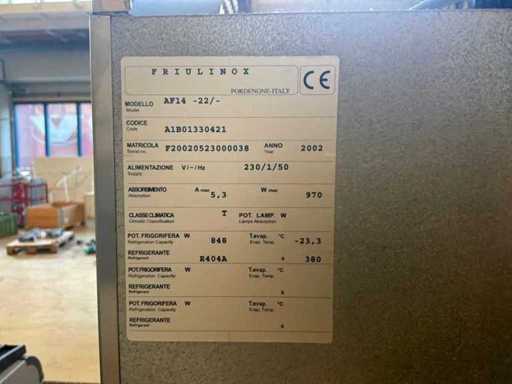 FRIULINOX
PORDENONE-ITALY
CE
MODELLO AF14 -22/-
Model
CODICE
Code A1B01330421
MATRICOLA F20020523000038 ANNO 2002
Serial no. Year
ALIMENTAZIONE V/~/Hz 230/1/50
Supply
ASSORBIMENTO A max 5,3 W max 970
Absorption
CLASSE CLIMATICA T POT. LAMP. W
Climatic Classification Lamps Absorption
POT. FRIGORIFERA W 848 T.evap. °C -23,3
Refrigeration Capacity Evap. Temp.
REFRIGERANTE R404A g 380
Refrigerant
POT. FRIGORIFERA W T.evap. °C
Refrigeration Capacity Evap. Temp.
REFRIGERANTE g
Refrigerant
POT. FRIGORIFERA W T.evap. °C
Refrigeration Capacity Evap. Temp.
REFRIGERANTE g
Refrigerant